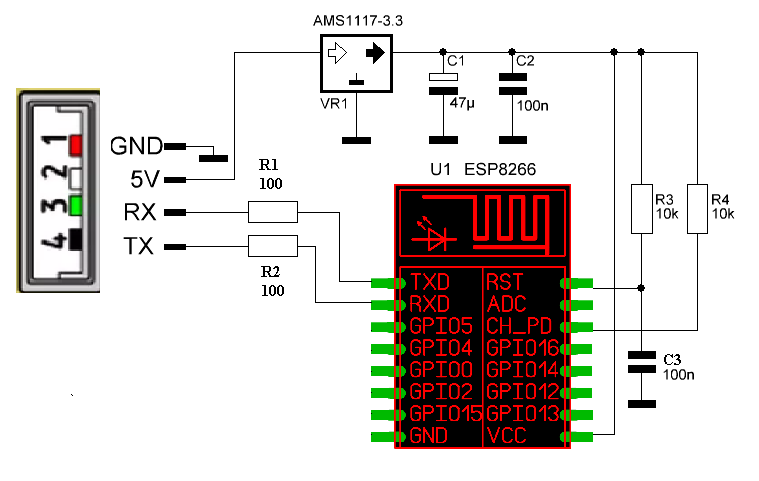 AMS1117-3.3
VR1
C1
47µ
C2
100n
1
2
3
4
GND
5V
RX
TX
R1
100
R2
100
U1 ESP8266
R3
10k
R4
10k
TXD RST
RXD ADC
GPIO5 CH_PD
GPIO4 GPIO16
GPIO0 GPIO14
GPIO2 GPIO12
GPIO15 GPIO13
GND VCC
C3
100n